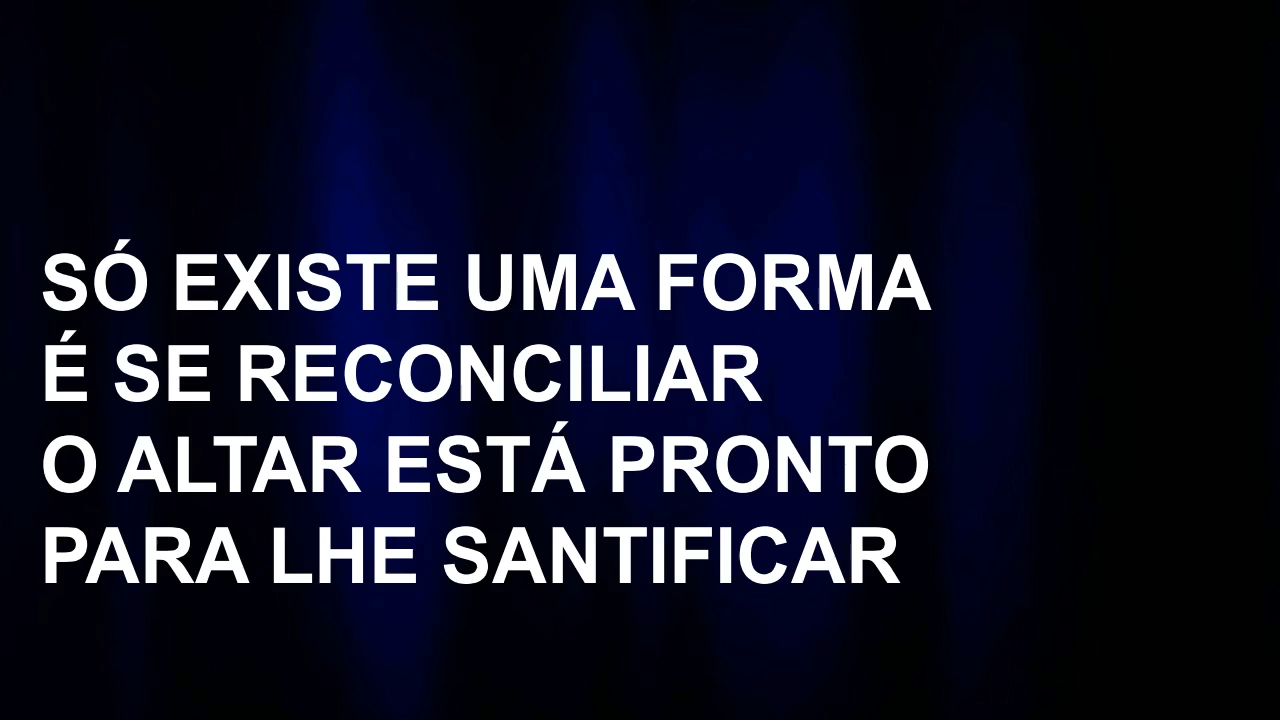 SÓ EXISTE UMA FORMA
É SE RECONCILIAR
O ALTAR ESTÁ PRONTO
PARA LHE SANTIFICAR